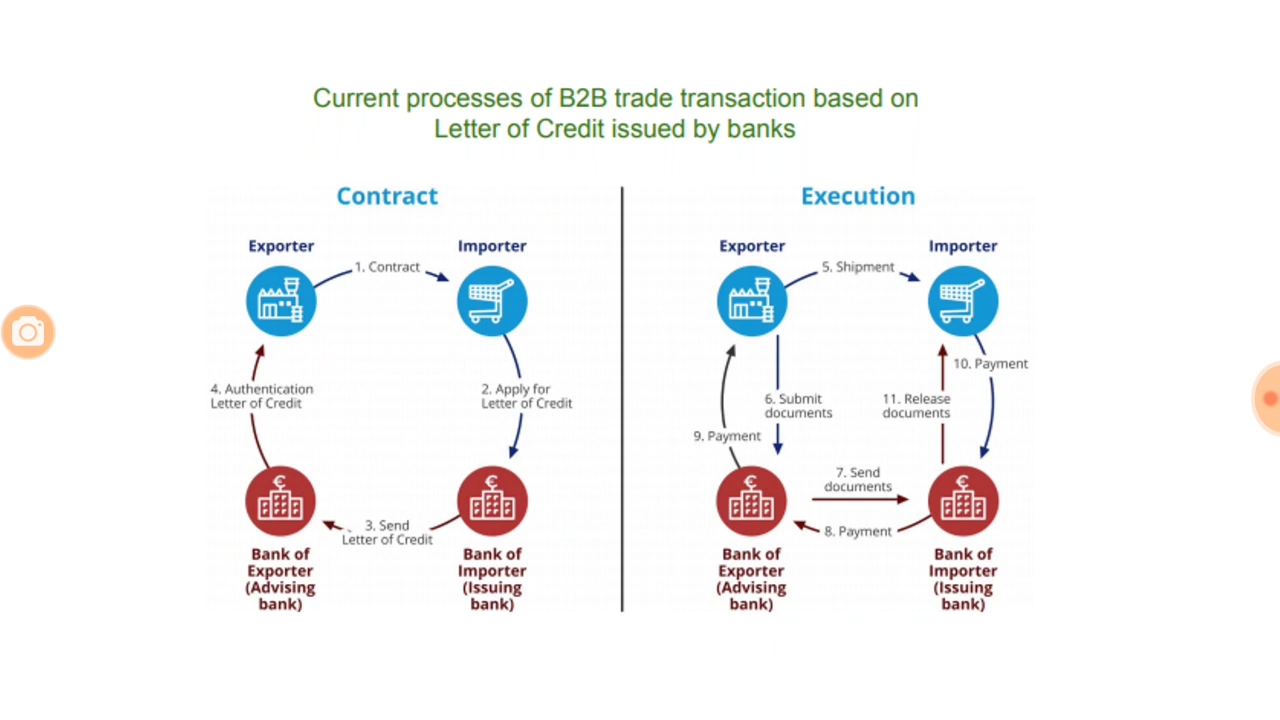 Current processes of B2B trade transaction based on
Letter of Credit issued by banks
Contract
Exporter
Importer
1. Contract
4. Authentication
Letter of Credit
2. Apply for
Letter of Credit
€
€
3. Send
Letter of Credit
Bank of
Exporter
(Advising
bank)
Bank of
Importer
(Issuing
bank)
Execution
Exporter
Importer
5. Shipment
10. Payment
6. Submit
documents
11. Release
documents
9. Payment
7. Send
documents
€
€
8. Payment
Bank of
Exporter
(Advising
bank)
Bank of
Importer
(Issuing
bank)